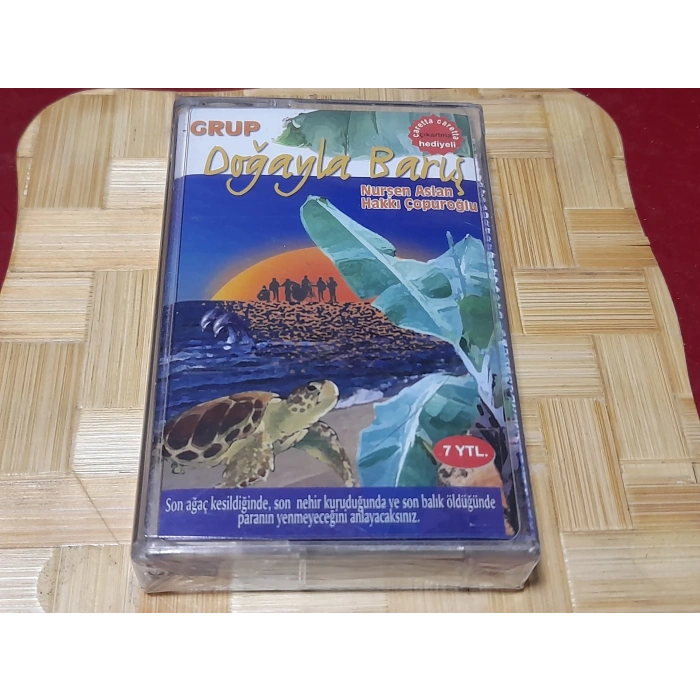 GRUP
Doğayla Barış
Nurşen Aslan
Hakkı Çopuroğlu
caretta caretta
çıkartma
hediyeli
7 YTL.
Son ağaç kesildiğinde, son nehir kuruduğunda ve son balık öldüğünde
paranın yenmeyeceğini anlayacaksınız.